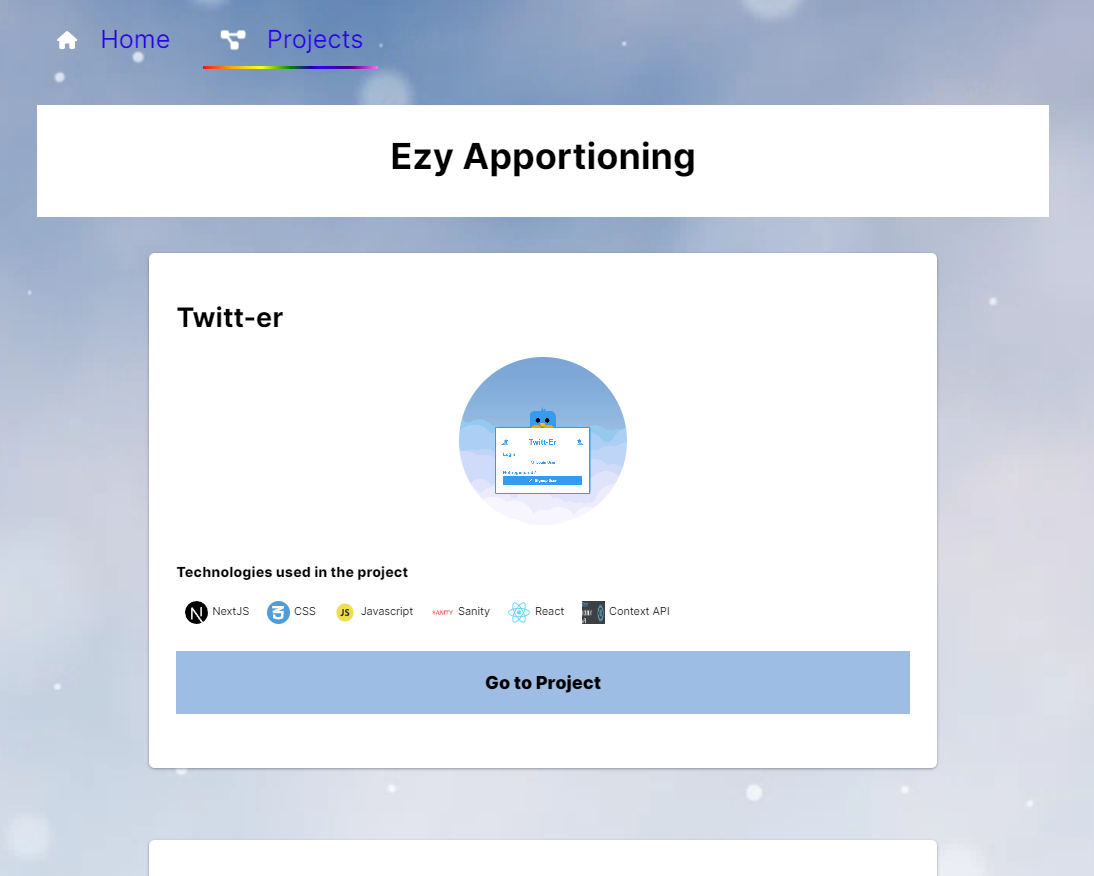 Home Projects
Ezy Apportioning
Twitt-er
Twitt-Er
Login
Technologies used in the project
NextJS CSS JS Javascript SANITY Sanity React Context API
Go to Project